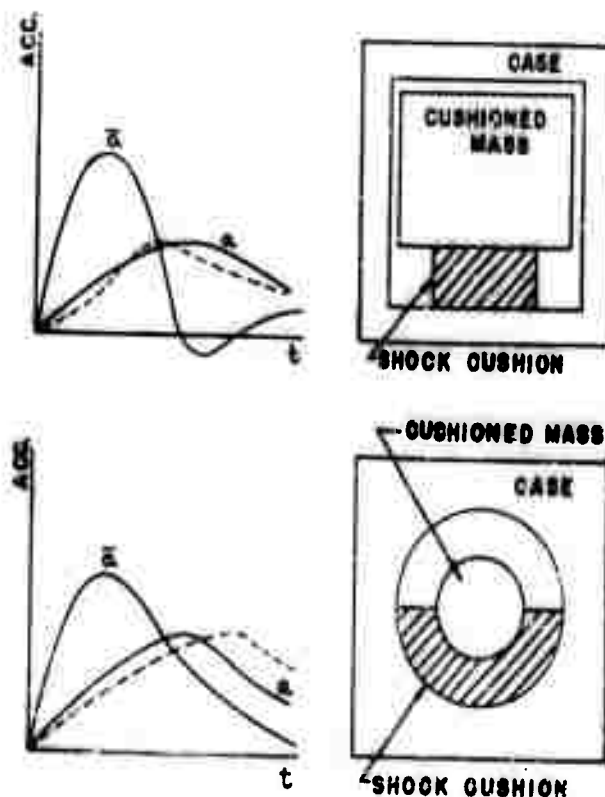 ACC.
ā
a
t
CASE
CUSHIONED
MASS
SHOCK CUSHION
ACC.
ā
a
t
CUSHIONED MASS
CASE
SHOCK CUSHION